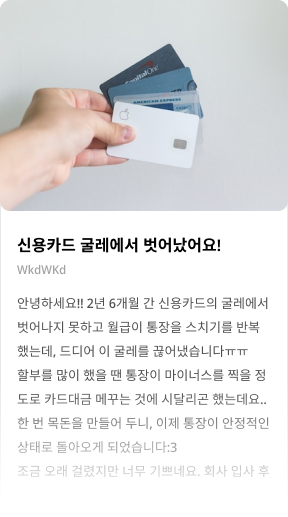 CapitalOne
AMERICAN EXPRESS
신용카드 굴레에서 벗어났어요!
WkdWKd
안녕하세요!! 2년 6개월 간 신용카드의 굴레에서
벗어나지 못하고 월급이 통장을 스치기를 반복
했는데, 드디어 이 굴레를 끊어냈습니다ㅠㅠ
할부를 많이 했을 땐 통장이 마이너스를 찍을 정
도로 카드대금 메꾸는 것에 시달리곤 했는데요..
한 번 목돈을 만들어 두니, 이제 통장이 안정적인
상태로 돌아오게 되었습니다:3
조금 오래 걸렸지만 너무 기쁘네요. 회사 입사 후